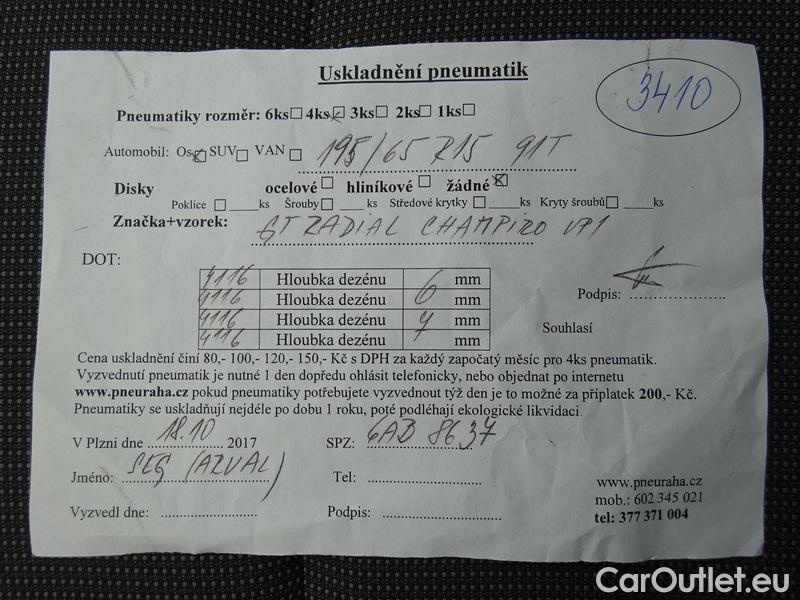 Uskladnění pneumatik
3410
Pneumatiky rozměr: 6ks 4ks 3ks 2ks 1ks
Automobil: Os SUV VAN 195/65 R15 91T
Disky ocelové hliníkové žádné
Poklice ____ks Šrouby ____ks Středové krytky ____ks Kryty šroubů ____ks
Značka+vzorek: GT RADIAL CHAMPIRO VP1
DOT:
4116 Hloubka dezénu 6 mm
4116 Hloubka dezénu mm
4116 Hloubka dezénu 7 mm
4116 Hloubka dezénu mm
Podpis: ....................
Souhlasí
Cena uskladnění činí 80,- 100,- 120,- 150,- Kč s DPH za každý započatý měsíc pro 4ks pneumatik.
Vyzvednutí pneumatik je nutné 1 den dopředu ohlásit telefonicky, nebo objednat po internetu
www.pneuraha.cz pokud pneumatiky potřebujete vyzvednout týž den je to možné za příplatek 200,- Kč.
Pneumatiky se uskladňují nejdéle po dobu 1 roku, poté podléhají ekologické likvidaci.
V Plzni dne 18.10 2017 SPZ: 6AB 8637
Jméno: SEG (ARVAL) Tel: ....................
Vyzvedl dne: .................... Podpis: ....................
www.pneuraha.cz
mob.: 602 345 021
tel: 377 371 004
CarOutlet.eu